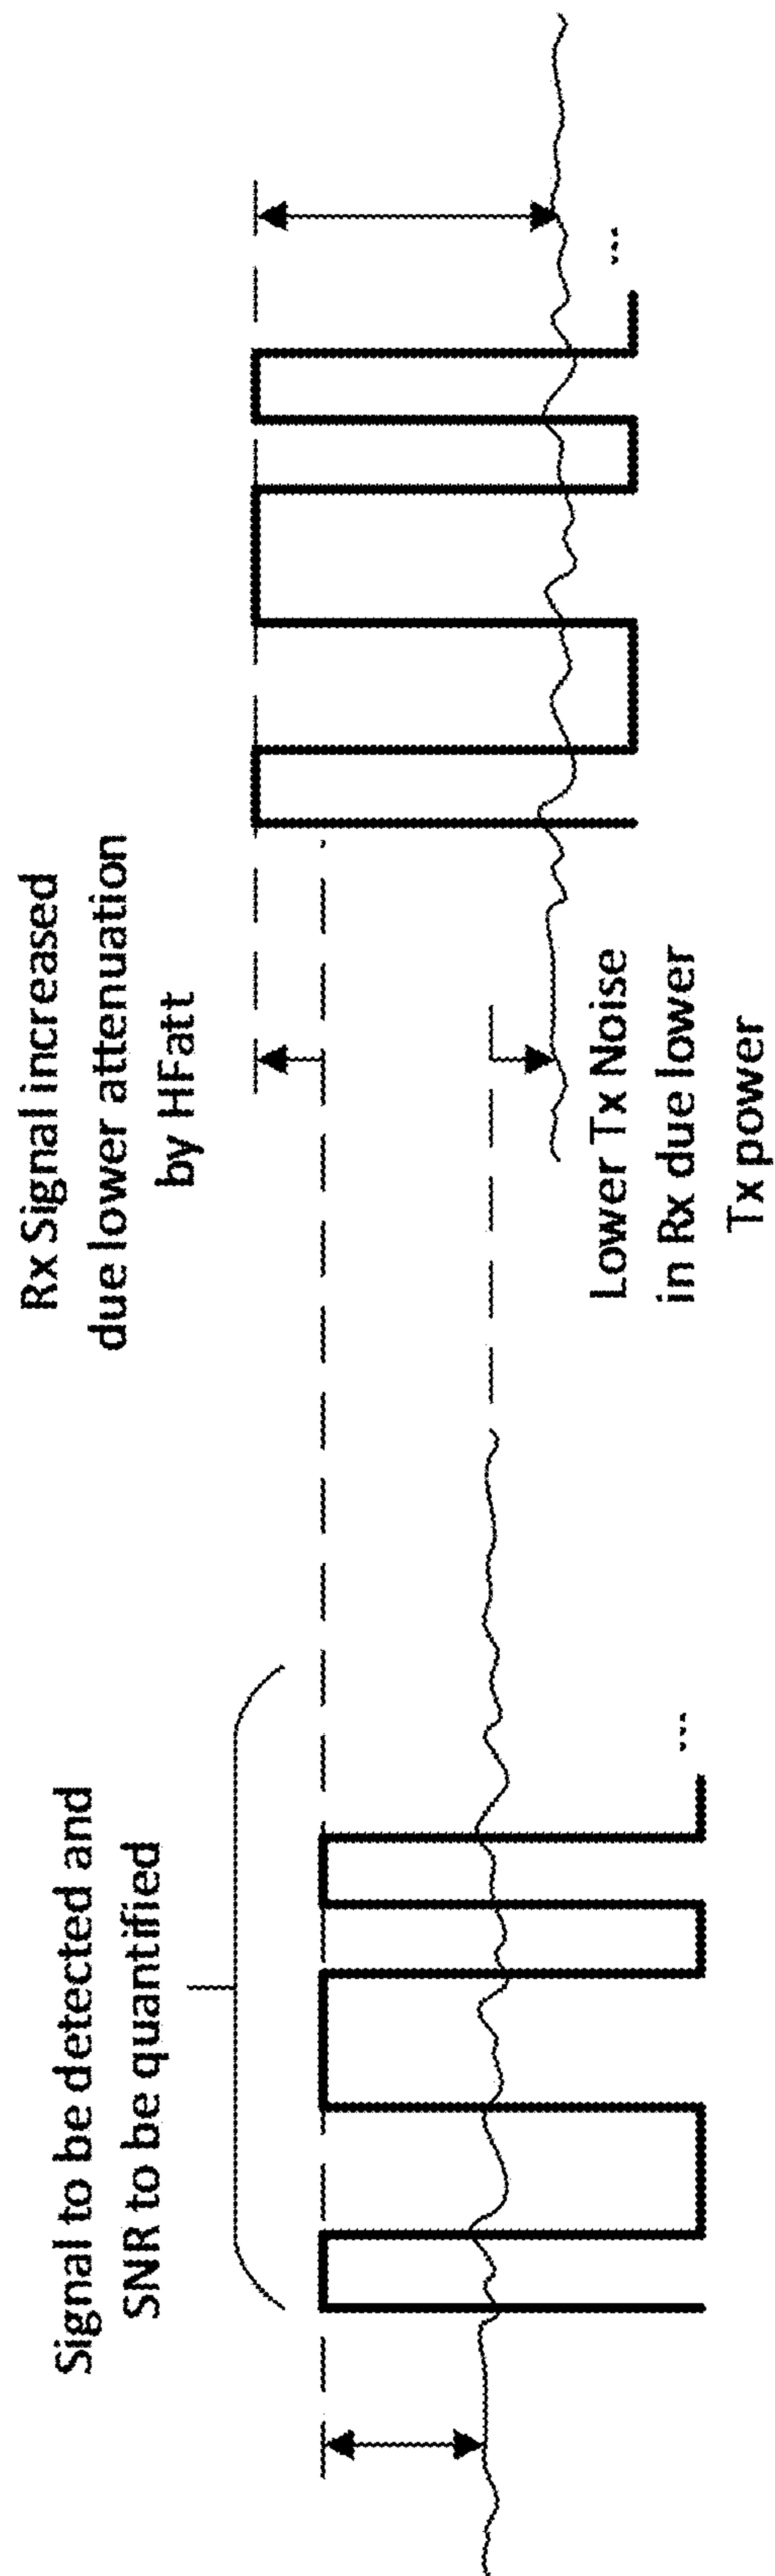 Signal to be detected and
SNR to be quantified
Rx Signal increased
due lower attenuation
by HFatt
Lower Tx Noise
in Rx due lower
Tx power
...
...